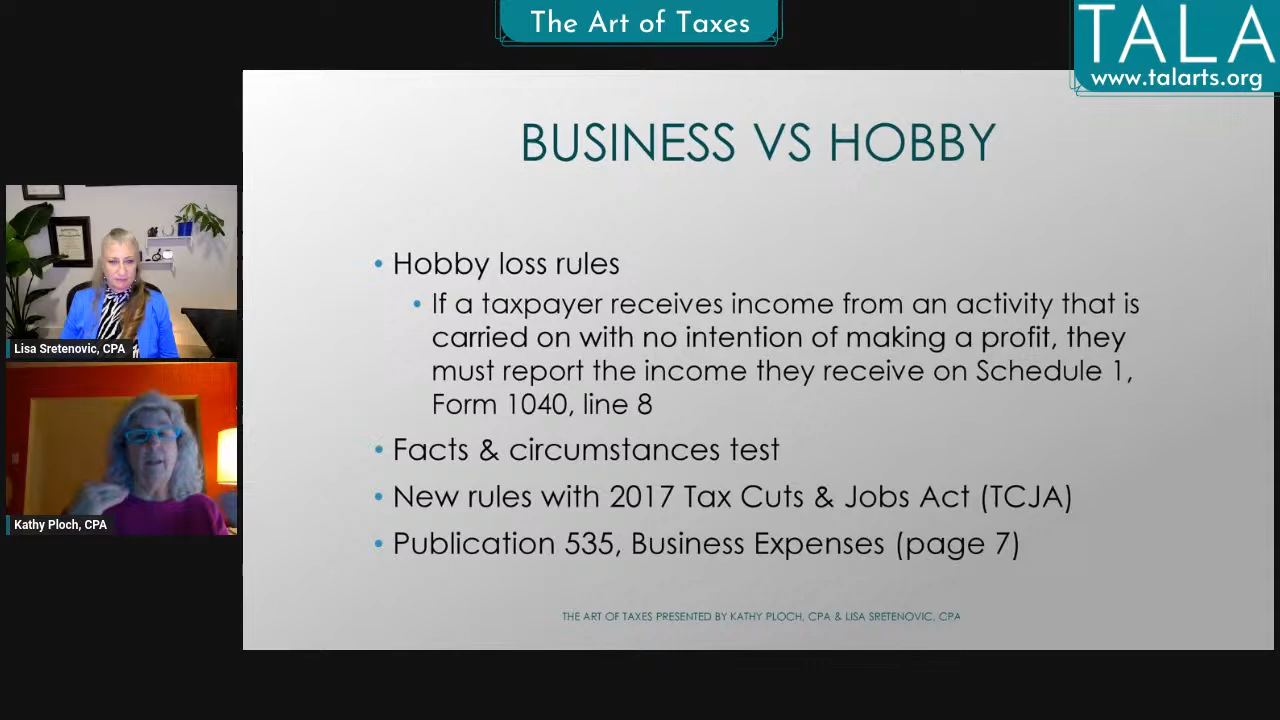 The Art of Taxes
TALA
www.talarts.org
BUSINESS VS HOBBY
• Hobby loss rules
• If a taxpayer receives income from an activity that is
carried on with no intention of making a profit, they
must report the income they receive on Schedule 1,
Form 1040, line 8
• Facts & circumstances test
• New rules with 2017 Tax Cuts & Jobs Act (TCJA)
• Publication 535, Business Expenses (page 7)
THE ART OF TAXES PRESENTED BY KATHY PLOCH, CPA & LISA SRETENOVIC, CPA
Lisa Sretenovic, CPA
Kathy Ploch, CPA